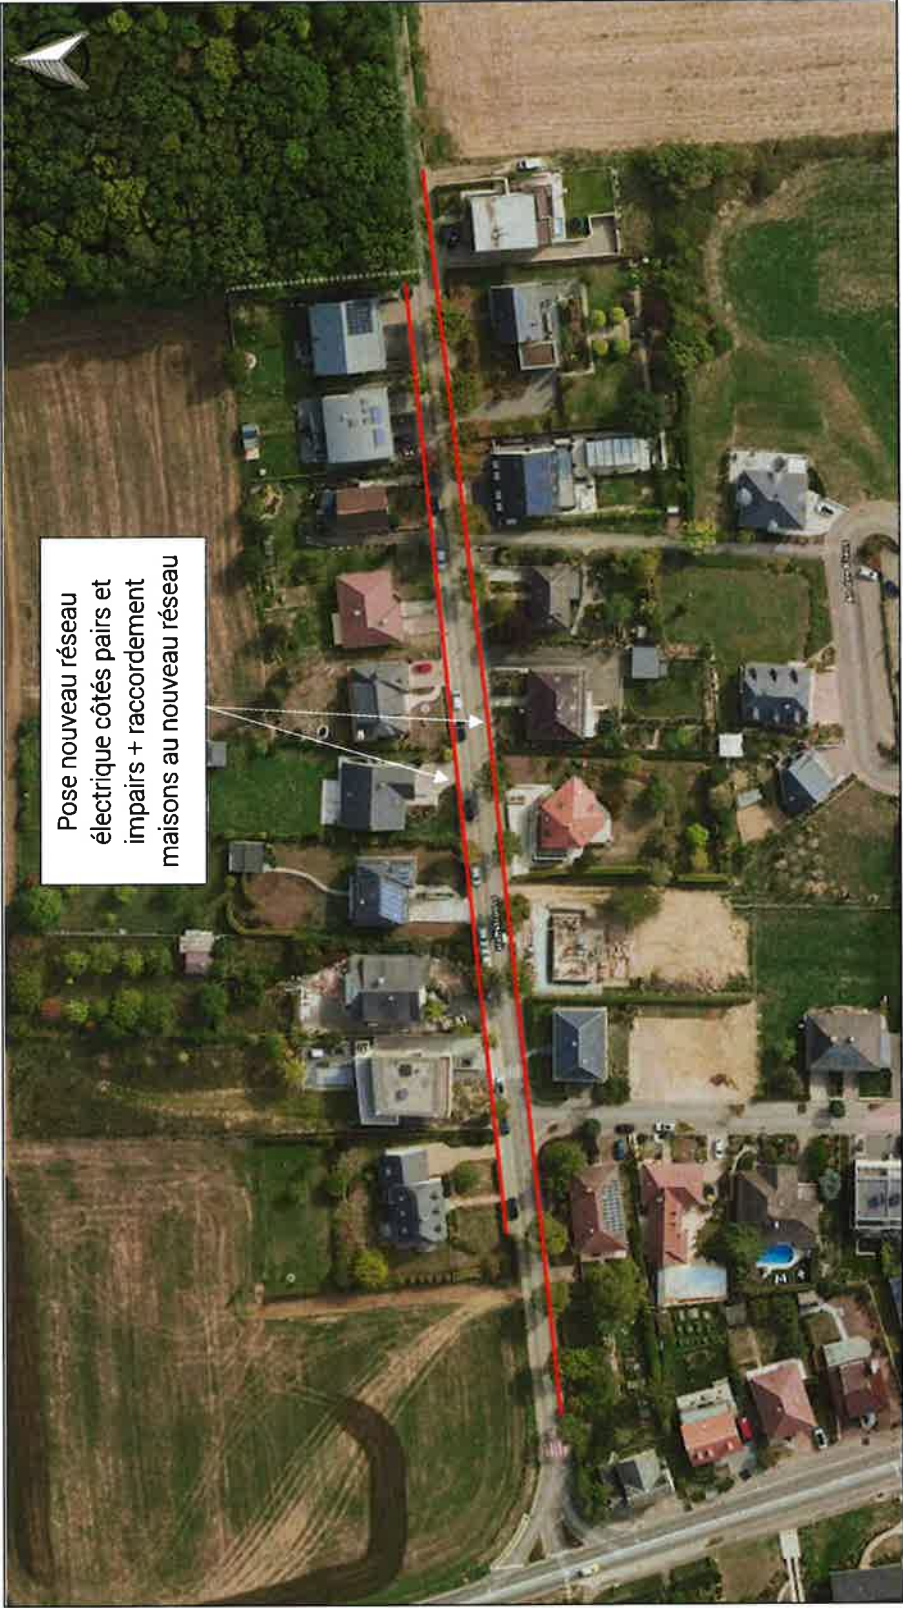 Pose nouveau réseau
électrique côtés pairs et
impairs + raccordement
maisons au nouveau réseau